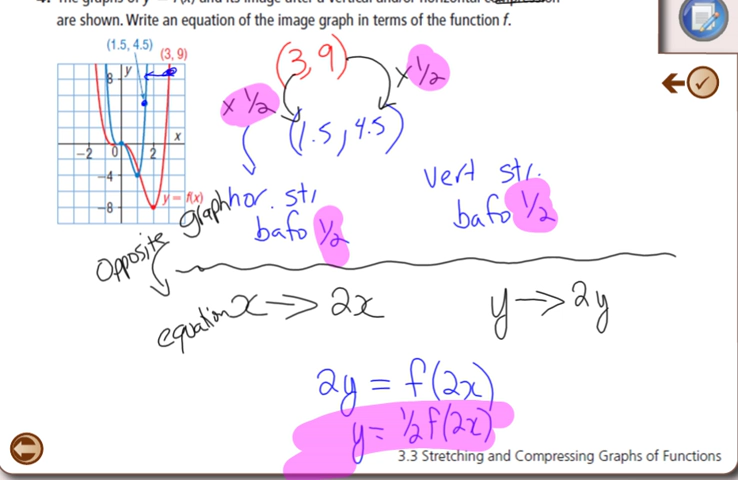 are shown. Write an equation of the image graph in terms of the function f.
(1.5, 4.5)
(3, 9)
8 y
x
-2 0 2
-4
-8
y = f(x)
(3,9)
x ½
x ½
(1.5, 4.5)
graph hor. str
bafo ½
vert str.
bafo ½
Opposite
equation x → 2x
y → 2y
2y = f(2x)
y = ½ f(2x)
3.3 Stretching and Compressing Graphs of Functions